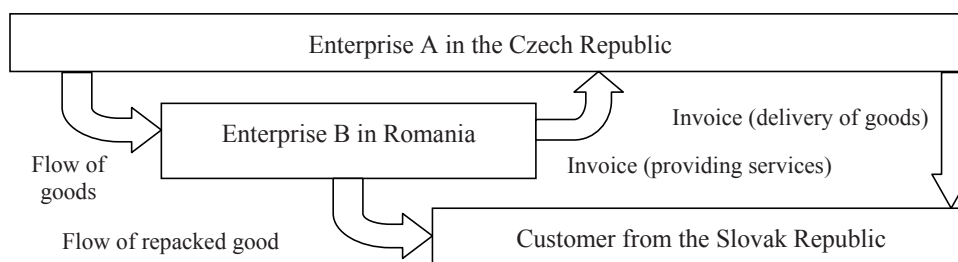 Enterprise A in the Czech Republic
Enterprise B in Romania
Invoice (delivery of goods)
Flow of
goods
Invoice (providing services)
Flow of repacked good
Customer from the Slovak Republic